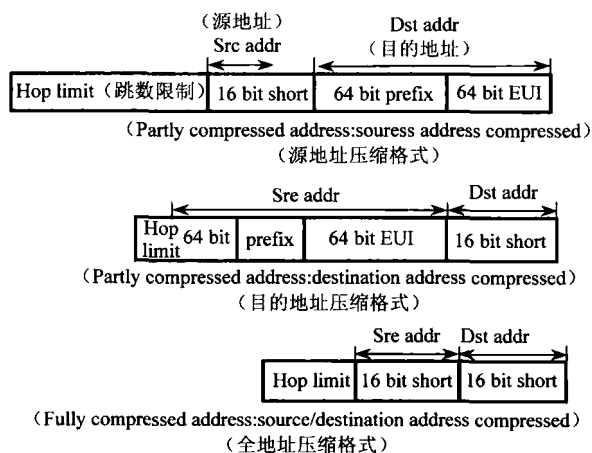 (源地址)
Src addr
Dst addr
(目的地址)
Hop limit(跳数限制) 16 bit short 64 bit prefix 64 bit EUI
(Partly compressed address:souress address compressed)
(源地址压缩格式)
Sre addr Dst addr
Hop limit 64 bit prefix 64 bit EUI 16 bit short
(Partly compressed address:destination address compressed)
(目的地址压缩格式)
Sre addr Dst addr
Hop limit 16 bit short 16 bit short
(Fully compressed address:source/destination address compressed)
(全地址压缩格式)